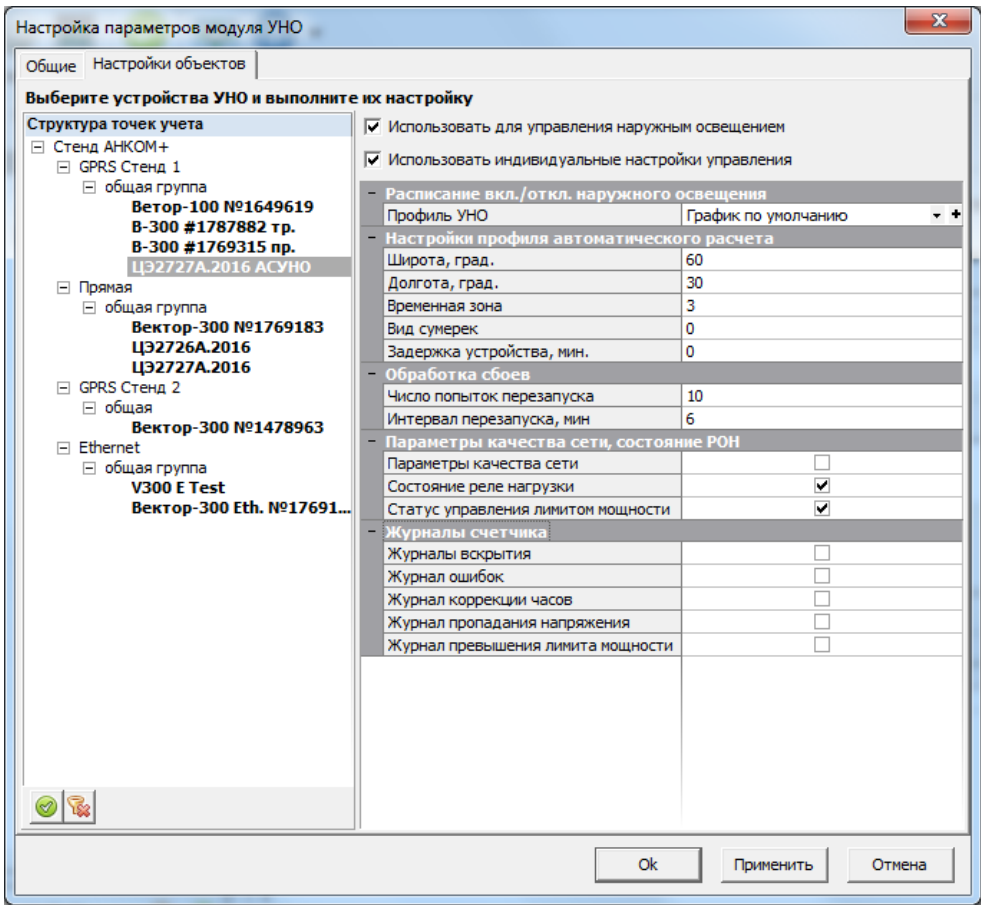 Настройка параметров модуля УНО
Общие
Настройки объектов
Выберите устройства УНО и выполните их настройку
Структура точек учета
Стенд АНКОМ+
GPRS Стенд 1
общая группа
Ветор-100 №1649619
В-300 #1787882 тр.
В-300 #1769315 пр.
ЦЭ2727А.2016 АСУНО
Прямая
общая группа
Вектор-300 №1769183
ЦЭ2726А.2016
ЦЭ2727А.2016
GPRS Стенд 2
общая
Вектор-300 №1478963
Ethernet
общая группа
V300 E Test
Вектор-300 Eth. №17691...
Использовать для управления наружным освещением
Использовать индивидуальные настройки управления
Расписание вкл./откл. наружного освещения
Профиль УНО График по умолчанию
Настройки профиля автоматического расчета
Широта, град. 60
Долгота, град. 30
Временная зона 3
Вид сумерек 0
Задержка устройства, мин. 0
Обработка сбоев
Число попыток перезапуска 10
Интервал перезапуска, мин 6
Параметры качества сети, состояние РОН
Параметры качества сети
Состояние реле нагрузки
Статус управления лимитом мощности
Журналы счетчика
Журналы вскрытия
Журнал ошибок
Журнал коррекции часов
Журнал пропадания напряжения
Журнал превышения лимита мощности
Ok
Применить
Отмена